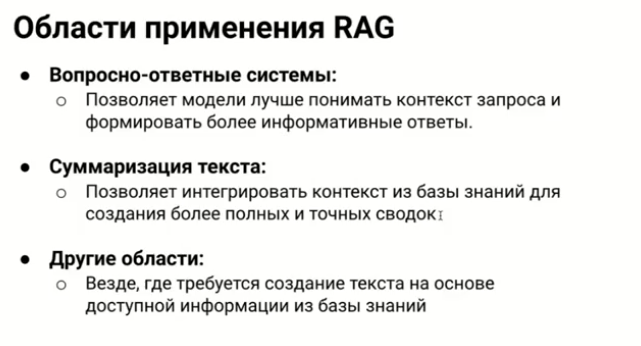 Области применения RAG
● Вопросно-ответные системы:
○ Позволяет модели лучше понимать контекст запроса и
формировать более информативные ответы.
● Суммаризация текста:
○ Позволяет интегрировать контекст из базы знаний для
создания более полных и точных сводок
● Другие области:
○ Везде, где требуется создание текста на основе
доступной информации из базы знаний